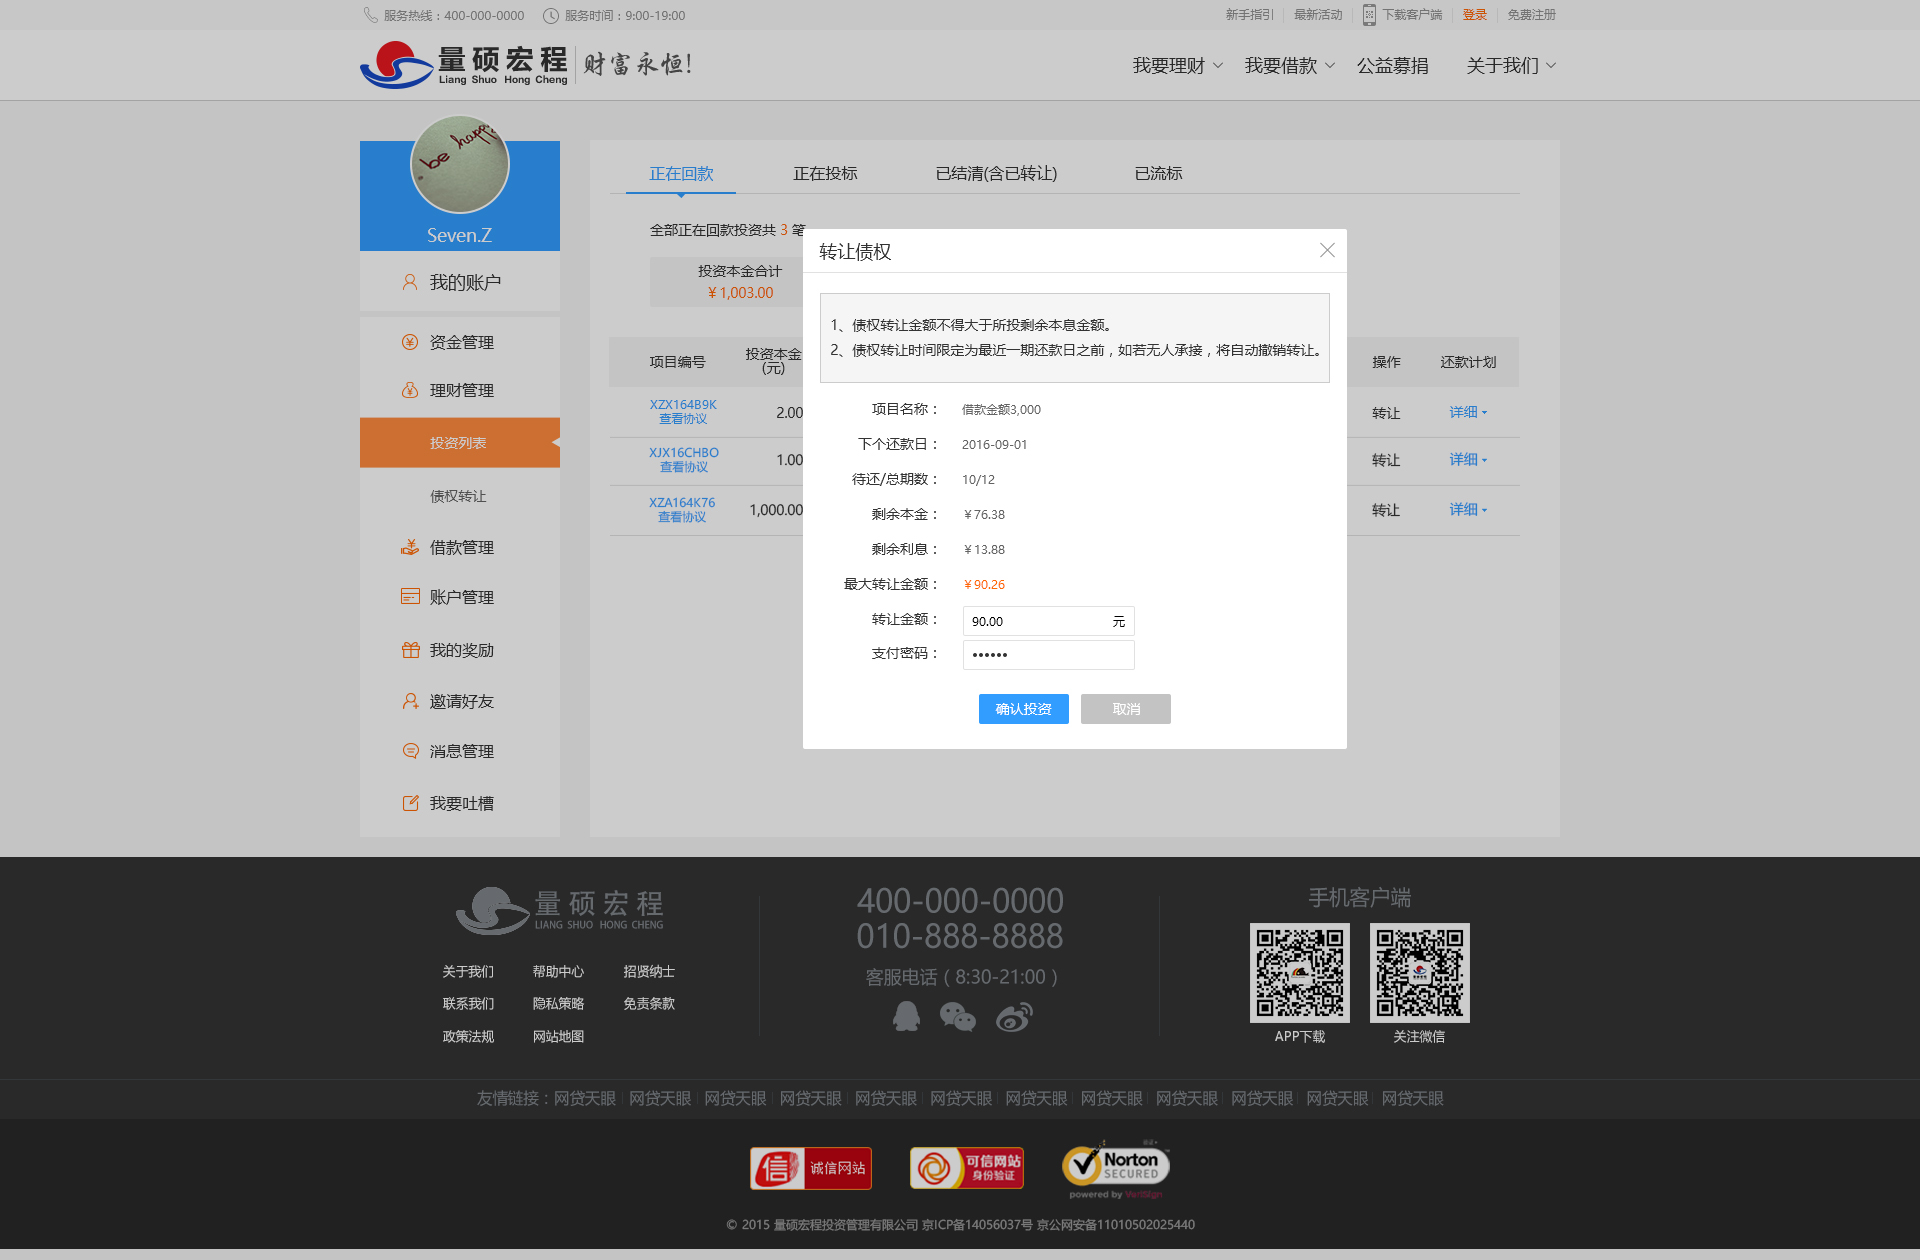 服务热线：400-000-0000
服务时间：9:00-19:00
新手指引
最新活动
下载客户端
登录
免费注册
量硕宏程
Liang Shuo Hong Cheng
财富永恒!
我要理财
我要借款
公益募捐
关于我们
be happy
Seven.Z
我的账户
资金管理
理财管理
投资列表
债权转让
借款管理
账户管理
我的奖励
邀请好友
消息管理
我要吐槽
正在回款
正在投标
已结清(含已转让)
已流标
全部正在回款投资共 3 笔
投资本金合计
￥1,003.00
项目编号
投资本金
(元)
操作
还款计划
XZX164B9K
查看协议
2.00
转让
详细
XJX16CHBO
查看协议
1.00
转让
详细
XZA164K76
查看协议
1,000.00
转让
详细
转让债权
1、债权转让金额不得大于所投剩余本息金额。
2、债权转让时间限定为最近一期还款日之前，如若无人承接，将自动撤销转让。
项目名称： 借款金额3,000
下个还款日： 2016-09-01
待还/总期数： 10/12
剩余本金： ￥76.38
剩余利息： ￥13.88
最大转让金额： ￥90.26
转让金额： 90.00 元
支付密码： ••••••
确认投资
取消
量硕宏程
LIANG SHUO HONG CHENG
关于我们 帮助中心 招贤纳士
联系我们 隐私策略 免责条款
政策法规 网站地图
400-000-0000
010-888-8888
客服电话（8:30-21:00）
手机客户端
APP下载
关注微信
友情链接：网贷天眼 网贷天眼 网贷天眼 网贷天眼 网贷天眼 网贷天眼 网贷天眼 网贷天眼 网贷天眼 网贷天眼 网贷天眼 网贷天眼
信 诚信网站
可信网站
身份验证
Norton
SECURED
powered by VeriSign
© 2015 量硕宏程投资管理有限公司 京ICP备14056037号 京公网安备11010502025440